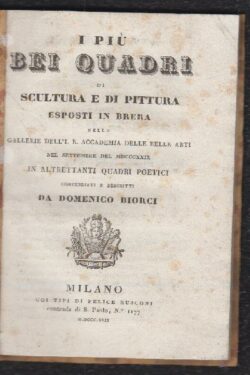 I PIÙ
BEI QUADRI
DI
SCULTURA E DI PITTURA
ESPOSTI IN BRERA
NELLE
GALLERIE DELL'I. R. ACCADEMIA DELLE BELLE ARTI
NEL SETTEMBRE DEL MDCCCXXIX
IN ALTRETTANTI QUADRI POETICI
COMPENDIATI E DESCRITTI
DA DOMENICO BIORCI
MILANO
COI TIPI DI FELICE RUSCONI
contrada di S. Paolo, N.° 1177
M.DCCC.XXIX